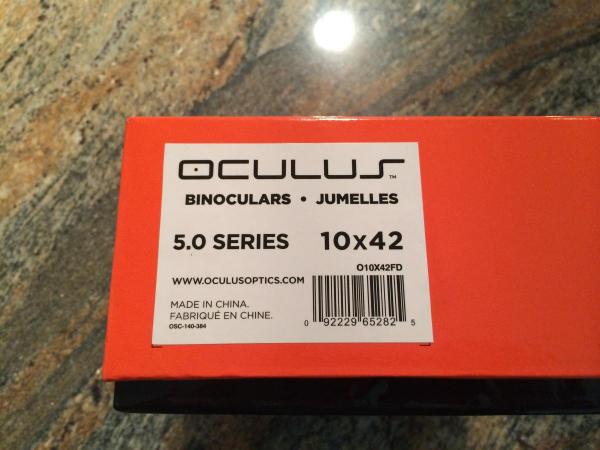 OCULUS™
BINOCULARS • JUMELLES
5.0 SERIES 10x42
O10X42FD
WWW.OCULUSOPTICS.COM
MADE IN CHINA.
FABRIQUÉ EN CHINE.
OSC-140-384
0 92229 65282 5